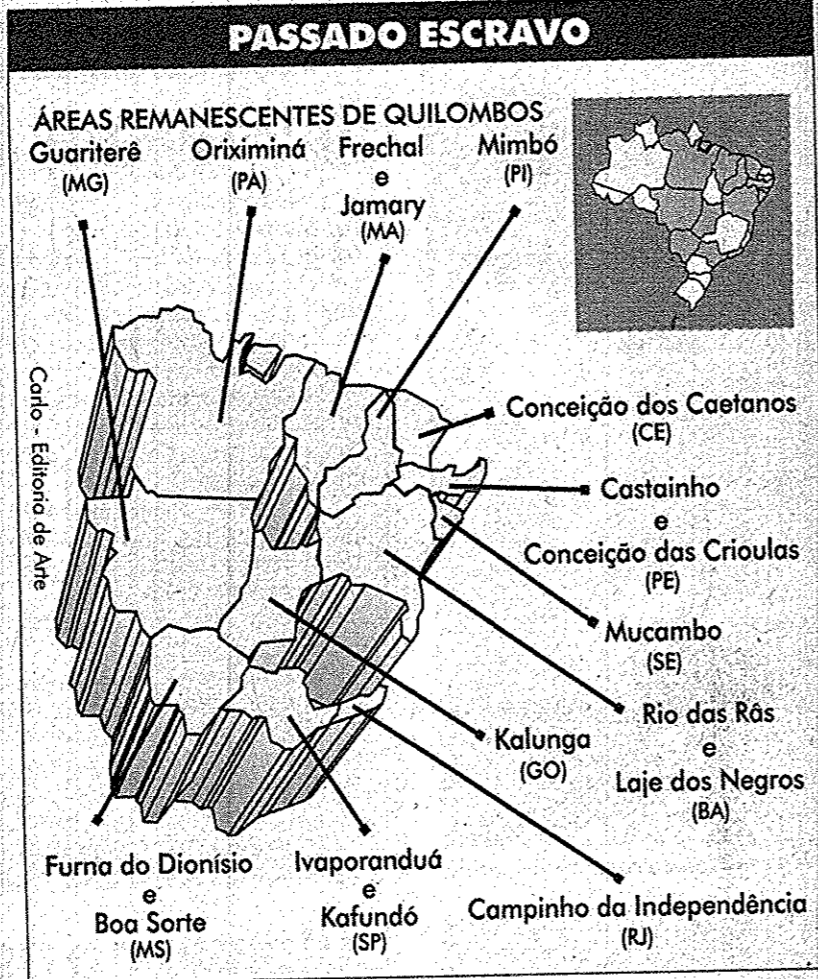 PASSADO ESCRAVO
ÁREAS REMANESCENTES DE QUILOMBOS
Guariterê
(MG)
Oriximiná
(PA)
Frechal
e
Jamary
(MA)
Mimbó
(PI)
Conceição dos Caetanos
(CE)
Castainho
e
Conceição das Crioulas
(PE)
Mucambo
(SE)
Rio das Râs
e
Laje dos Negros
(BA)
Kalunga
(GO)
Campinho da Independência
(RJ)
Ivaporanduá
e
Kafundó
(SP)
Furna do Dionísio
e
Boa Sorte
(MS)
Carlo - Editoria de Arte